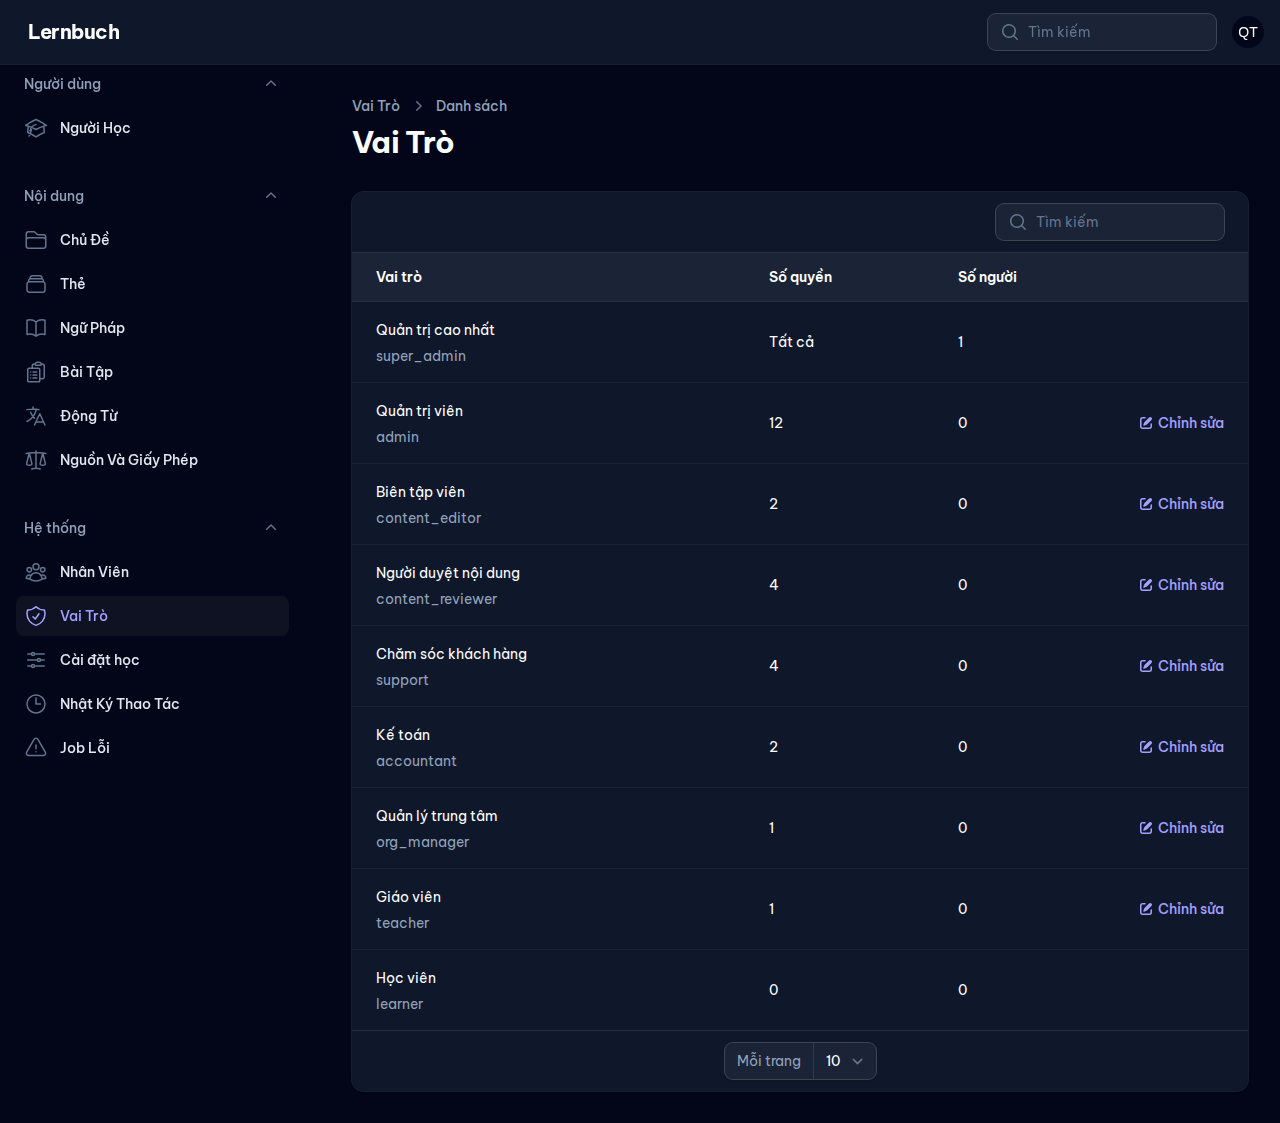 Lernbuch
Tìm kiếm
QT
Người dùng
Người Học
Nội dung
Chủ Đề
Thẻ
Ngữ Pháp
Bài Tập
Động Từ
Nguồn Và Giấy Phép
Hệ thống
Nhân Viên
Vai Trò
Cài đặt học
Nhật Ký Thao Tác
Job Lỗi
Vai Trò > Danh sách
Vai Trò
Tìm kiếm
Vai trò Số quyền Số người
Quản trị cao nhất
super_admin
Tất cả 1
Quản trị viên
admin
12 0 Chỉnh sửa
Biên tập viên
content_editor
2 0 Chỉnh sửa
Người duyệt nội dung
content_reviewer
4 0 Chỉnh sửa
Chăm sóc khách hàng
support
4 0 Chỉnh sửa
Kế toán
accountant
2 0 Chỉnh sửa
Quản lý trung tâm
org_manager
1 0 Chỉnh sửa
Giáo viên
teacher
1 0 Chỉnh sửa
Học viên
learner
0 0
Mỗi trang 10